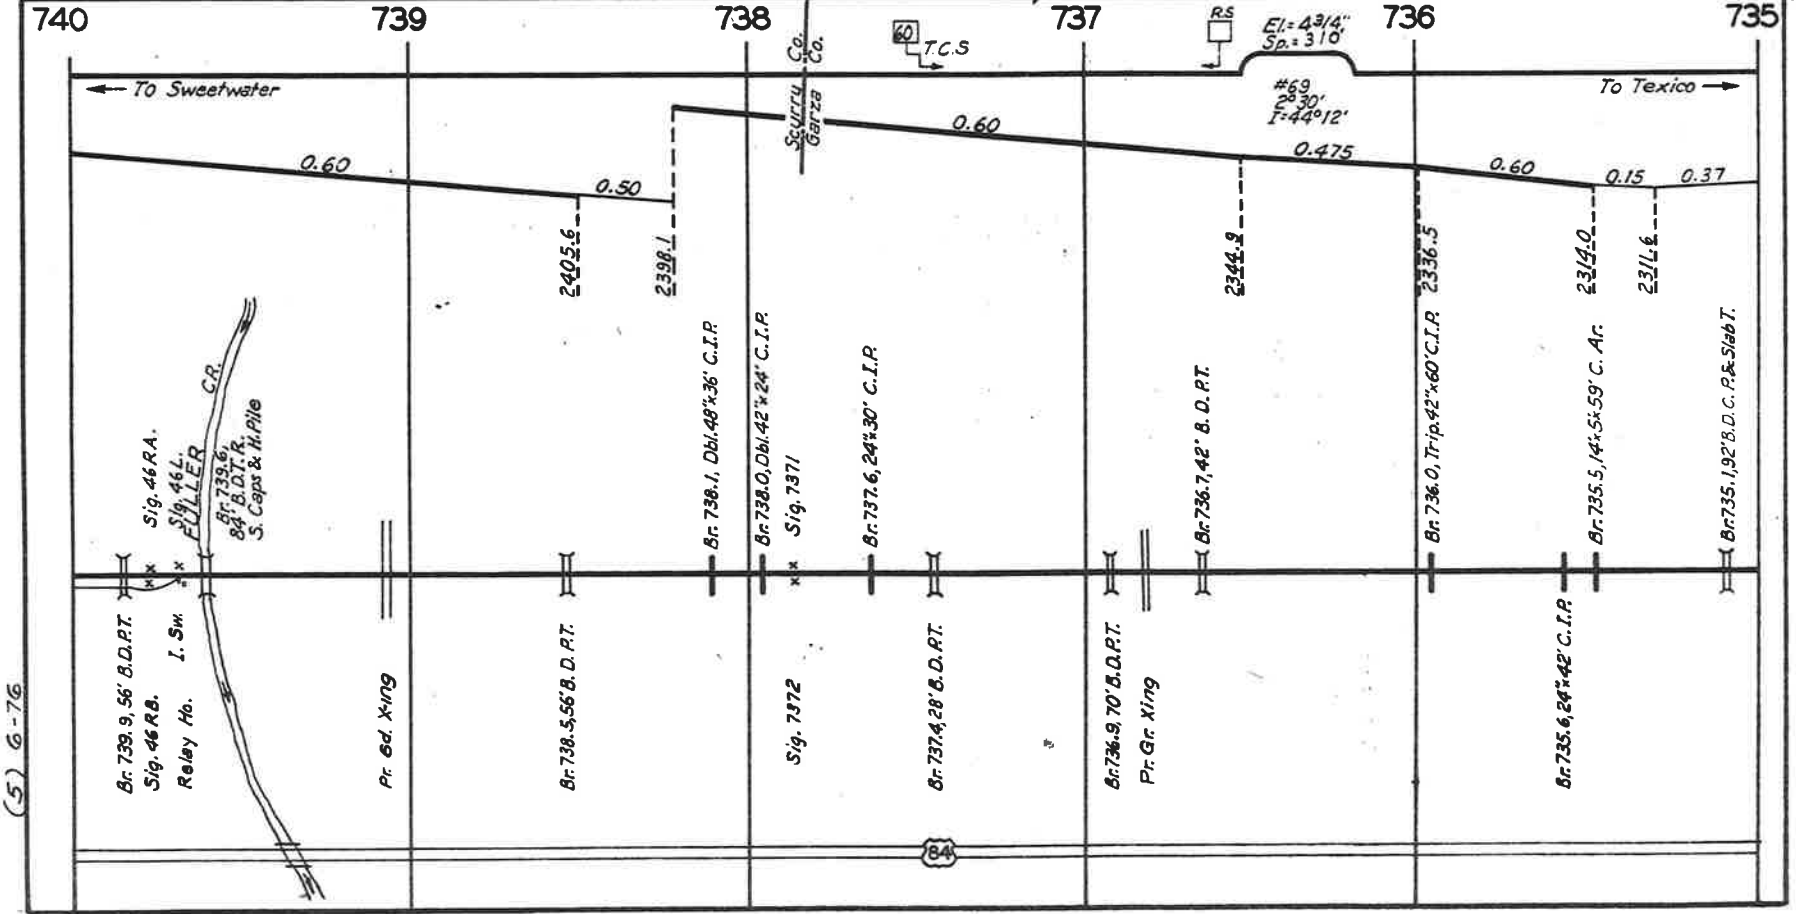 740
739
738
737
736
735
60
T.C.S
R.S
El.= 4 3/4"
Sp.= 310'
← To Sweetwater
To Texico →
Scurry Co.
Garza Co.
#69
2°30'
I=44°12'
0.60
0.50
0.60
0.475
0.60
0.15
0.37
2405.6
2398.1
2344.9
2336.5
2314.0
2311.6
CR.
FULLER
Sig. 46RA.
Sig. 46L.
Br. 739.6,
84' B.D.T.R.
S. Caps & H.Pile
Br. 738.1, Dbl. 48"x36' C.I.P.
Br. 738.0, Dbl. 42"x24' C.I.P.
Sig. 7371
Br. 737.6, 24"x30' C.I.P.
Br. 736.7, 42' B.D.P.T.
Br. 736.0, Trip. 42"x60' C.I.P.
Br. 735.5, 14'x5'x59' C. Ar.
Br. 735.1, 92' B.D.C.P. & Slab T.
Br. 739.9, 56' B.D.P.T.
Sig. 46RB.
Relay Ho.
I. Sw.
Pr. Gd. X-ing
Br. 738.5, 56' B.D.P.T.
Sig. 7372
Br. 737.4, 28' B.D.P.T.
Br. 736.9, 70' B.D.P.T.
Pr. Gr. Xing
Br. 735.6, 24"x42' C.I.P.
84
(5) 6-76